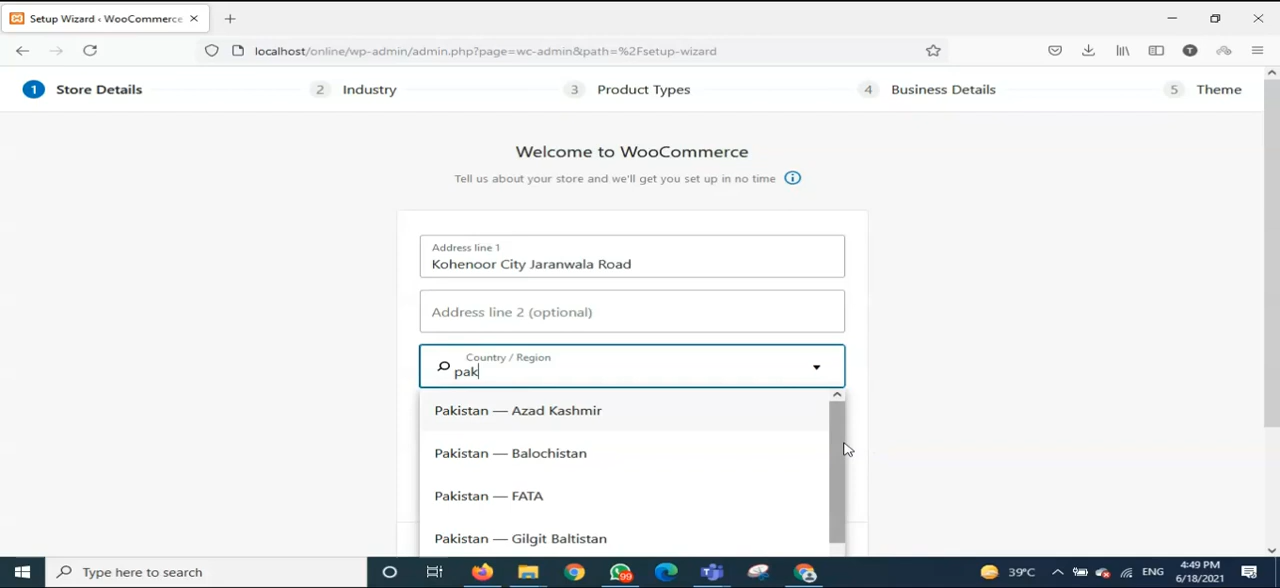 Setup Wizard ‹ WooCommerce
localhost/online/wp-admin/admin.php?page=wc-admin&path=%2Fsetup-wizard
1 Store Details
2 Industry
3 Product Types
4 Business Details
5 Theme
Welcome to WooCommerce
Tell us about your store and we'll get you set up in no time
Address line 1
Kohenoor City Jaranwala Road
Address line 2 (optional)
Country / Region
pak
Pakistan — Azad Kashmir
Pakistan — Balochistan
Pakistan — FATA
Pakistan — Gilgit Baltistan
Type here to search
99
39°C
ENG
4:49 PM
6/18/2021